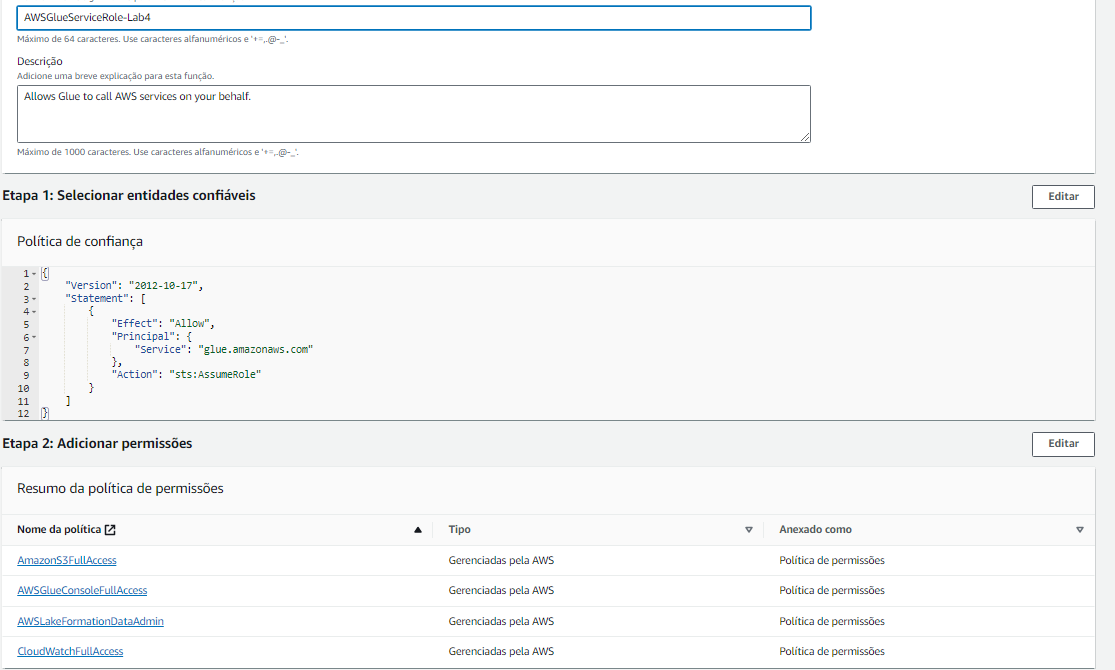 AWSGlueServiceRole-Lab4
Máximo de 64 caracteres. Use caracteres alfanuméricos e '+=,.@-_'.
Descrição
Adicione uma breve explicação para esta função.
Allows Glue to call AWS services on your behalf.
Máximo de 1000 caracteres. Use caracteres alfanuméricos e '+=,.@-_'.
Etapa 1: Selecionar entidades confiáveis
Editar
Política de confiança
1 {
2 "Version": "2012-10-17",
3 "Statement": [
4 {
5 "Effect": "Allow",
6 "Principal": {
7 "Service": "glue.amazonaws.com"
8 },
9 "Action": "sts:AssumeRole"
10 }
11 ]
12 }
Etapa 2: Adicionar permissões
Editar
Resumo da política de permissões
Nome da política Tipo Anexado como
AmazonS3FullAccess Gerenciadas pela AWS Política de permissões
AWSGlueConsoleFullAccess Gerenciadas pela AWS Política de permissões
AWSLakeFormationDataAdmin Gerenciadas pela AWS Política de permissões
CloudWatchFullAccess Gerenciadas pela AWS Política de permissões